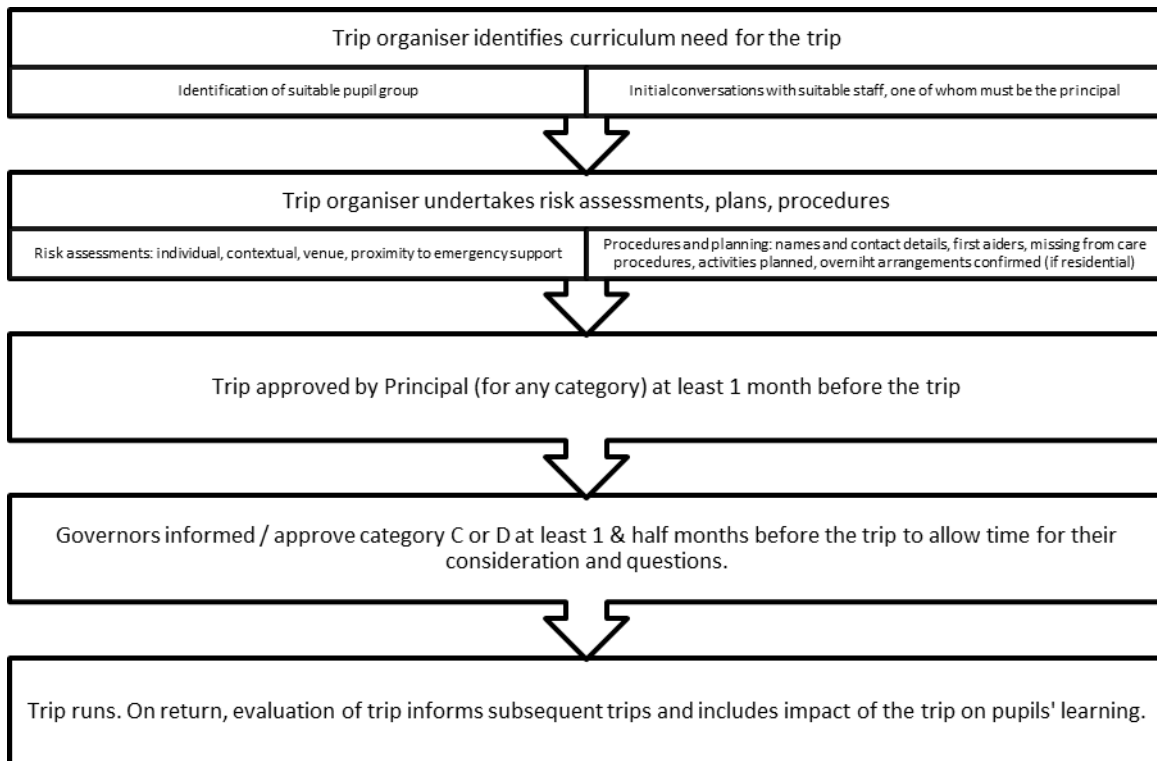 Trip organiser identifies curriculum need for the trip
Identification of suitable pupil group
Initial conversations with suitable staff, one of whom must be the principal
Trip organiser undertakes risk assessments, plans, procedures
Risk assessments: individual, contextual, venue, proximity to emergency support
Procedures and planning: names and contact details, first aiders, missing from care
procedures, activities planned, overniht arrangements confirmed (if residential)
Trip approved by Principal (for any category) at least 1 month before the trip
Governors informed / approve category C or D at least 1 & half months before the trip to allow time for their
consideration and questions.
Trip runs. On return, evaluation of trip informs subsequent trips and includes impact of the trip on pupils' learning.